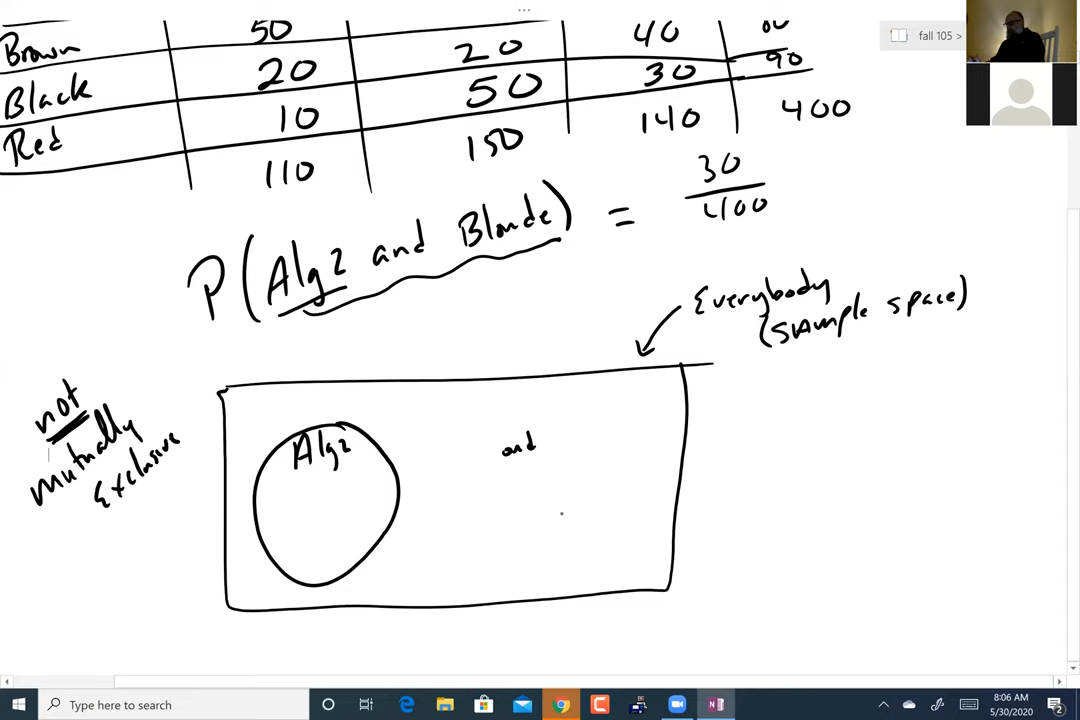 fall 105 >
Brown 50 20 40
Black 20 50 30 90
Red 10 150 140 400
110
P(Alg2 and Blonde) = 30/400
Everybody
(sample space)
not
mutually
exclusive
Alg2
and
Type here to search
8:06 AM
5/30/2020
2